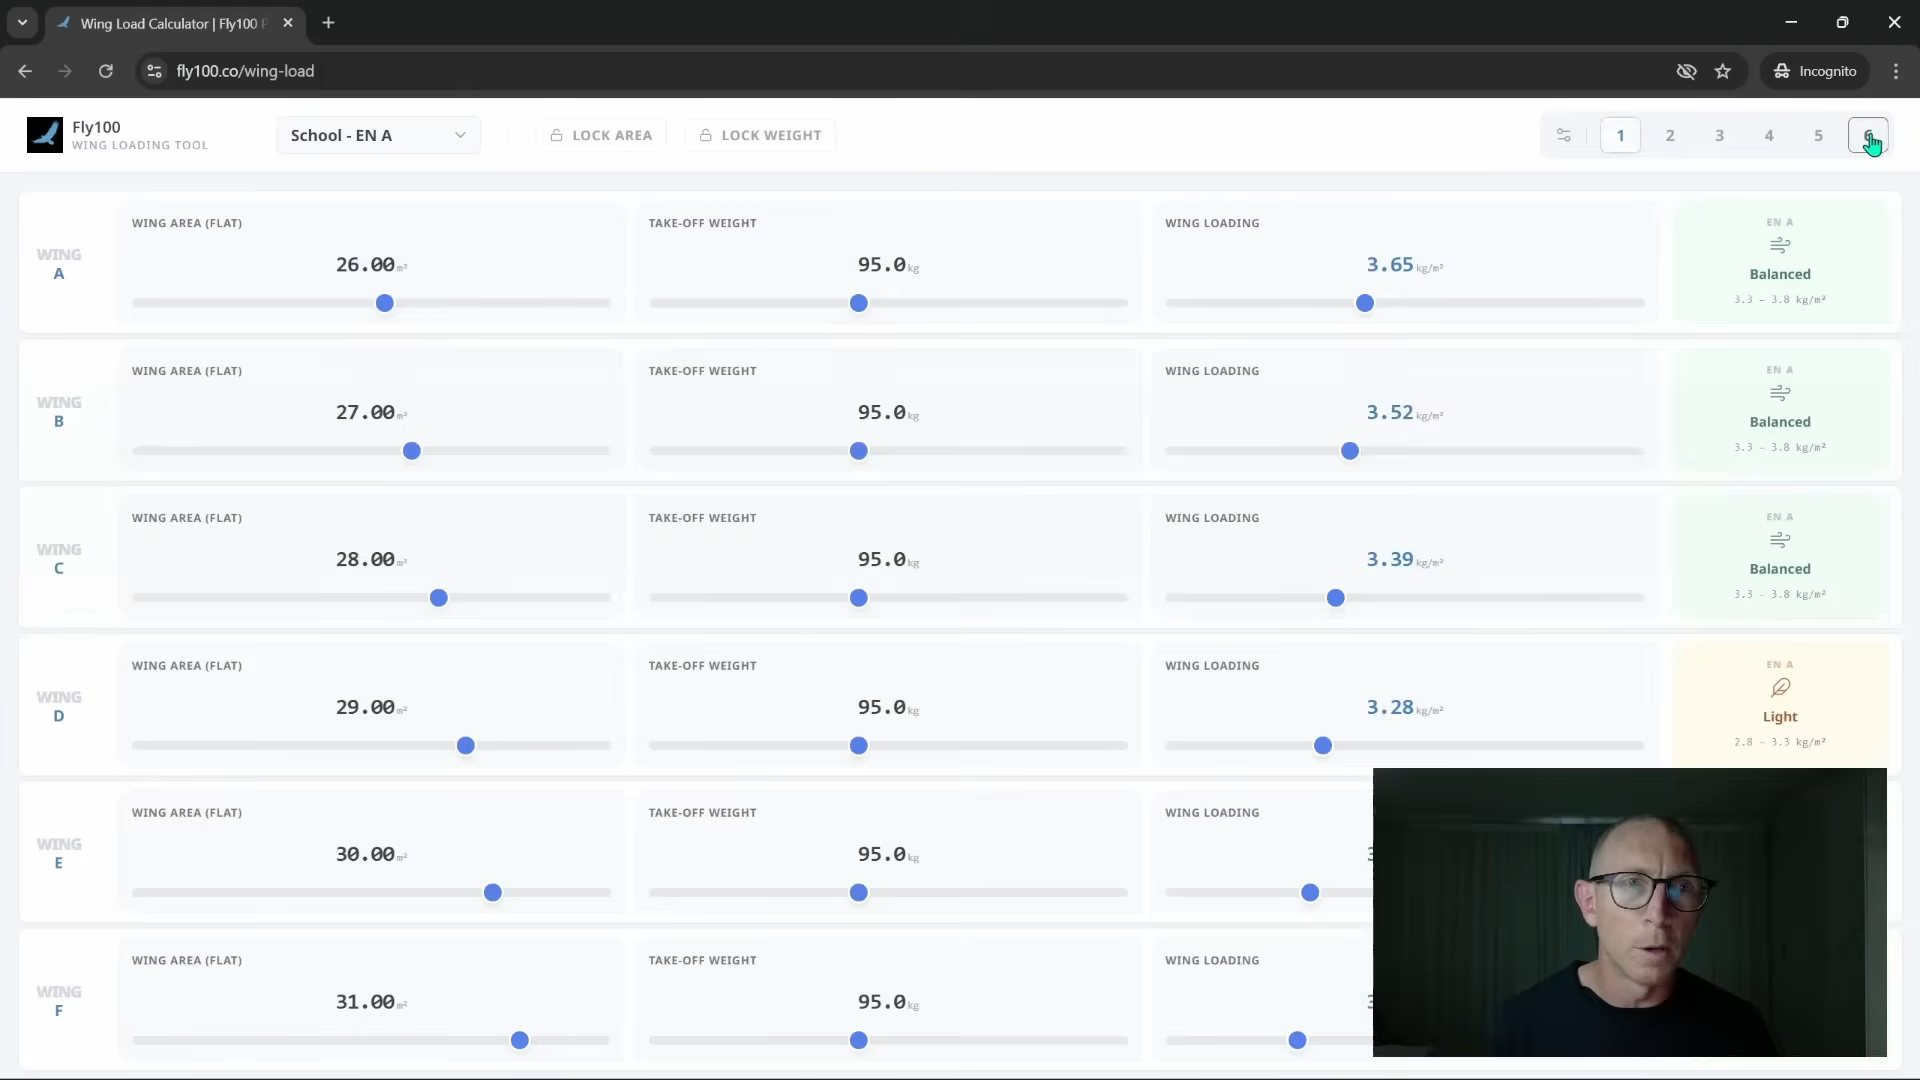 Wing Load Calculator | Fly100 P
fly100.co/wing-load
Incognito
Fly100
WING LOADING TOOL
School - EN A
LOCK AREA
LOCK WEIGHT
1 2 3 4 5
WING A
WING AREA (FLAT)
26.00 m²
TAKE-OFF WEIGHT
95.0 kg
WING LOADING
3.65 kg/m²
EN A
Balanced
3.3 – 3.8 kg/m²
WING B
WING AREA (FLAT)
27.00 m²
TAKE-OFF WEIGHT
95.0 kg
WING LOADING
3.52 kg/m²
EN A
Balanced
3.3 – 3.8 kg/m²
WING C
WING AREA (FLAT)
28.00 m²
TAKE-OFF WEIGHT
95.0 kg
WING LOADING
3.39 kg/m²
EN A
Balanced
3.3 – 3.8 kg/m²
WING D
WING AREA (FLAT)
29.00 m²
TAKE-OFF WEIGHT
95.0 kg
WING LOADING
3.28 kg/m²
EN A
Light
2.8 – 3.3 kg/m²
WING E
WING AREA (FLAT)
30.00 m²
TAKE-OFF WEIGHT
95.0 kg
WING LOADING
WING F
WING AREA (FLAT)
31.00 m²
TAKE-OFF WEIGHT
95.0 kg
WING LOADING